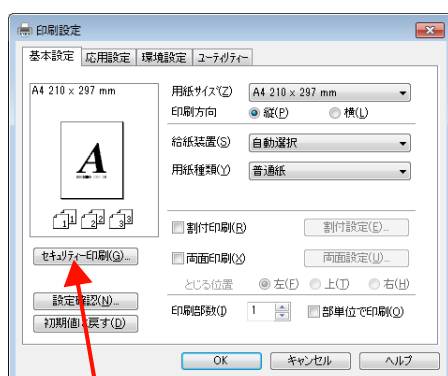 印刷設定
基本設定 応用設定 環境設定 ユーティリティー
A4 210 x 297 mm
用紙サイズ(Z) A4 210 x 297 mm
印刷方向 縦(P) 横(L)
給紙装置(S) 自動選択
用紙種類(Y) 普通紙
A
1 1 2 2 3 3
割付印刷(R) 割付設定(E)...
セキュリティー印刷(G)...
両面印刷(X) 両面設定(U)...
とじる位置 左(F) 上(T) 右(H)
設定確認(N)...
印刷部数(I) 1 部単位で印刷(O)
初期値に戻す(D)
OK キャンセル ヘルプ